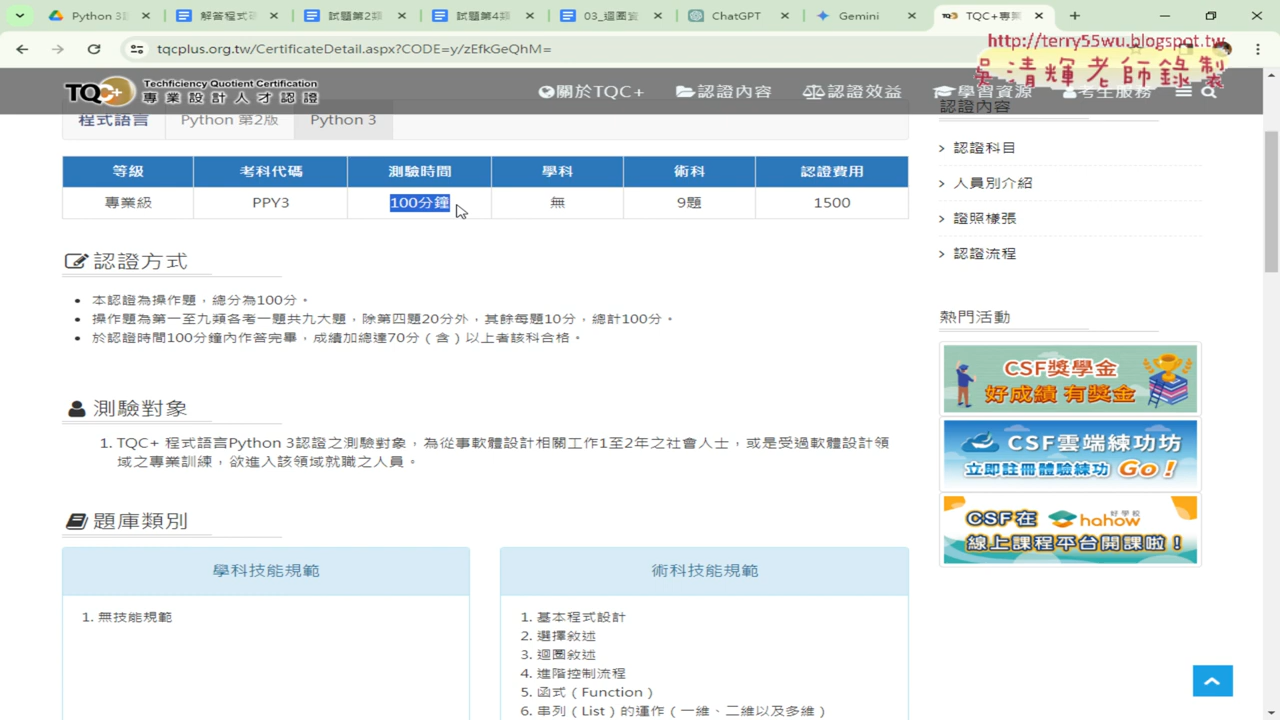 Python 3
解答程式
試題第2類
試題第4類
03_迴圈
ChatGPT
Gemini
TQC+專業
tqcplus.org.tw/CertificateDetail.aspx?CODE=y/zEfkGeQhM=
http://terry55wu.blogspot.tw
吳清輝老師錄製
TQC+ Techficiency Quotient Certification
專業設計人才認證
關於TQC+
認證內容
認證效益
學習資源
考生服務
程式語言
Python 第2版
Python 3
等級 考科代碼 測驗時間 學科 術科 認證費用
專業級 PPY3 100分鐘 無 9題 1500
認證方式
• 本認證為操作題，總分為100分。
• 操作題為第一至九類各考一題共九大題，除第四題20分外，其餘每題10分，總計100分。
• 於認證時間100分鐘內作答完畢，成績加總達70分（含）以上者該科合格。
測驗對象
1. TQC+ 程式語言Python 3認證之測驗對象，為從事軟體設計相關工作1至2年之社會人士，或是受過軟體設計領
域之專業訓練，欲進入該領域就職之人員。
題庫類別
學科技能規範
1. 無技能規範
術科技能規範
1. 基本程式設計
2. 選擇敘述
3. 迴圈敘述
4. 進階控制流程
5. 函式（Function）
6. 串列（List）的運作（一維、二維以及多維）
認證內容
> 認證科目
> 人員別介紹
> 證照樣張
> 認證流程
熱門活動
CSF獎學金
好成績 有獎金
CSF雲端練功坊
立即註冊體驗練功 Go！
CSF在 好學校 hahow
線上課程平台開課啦！